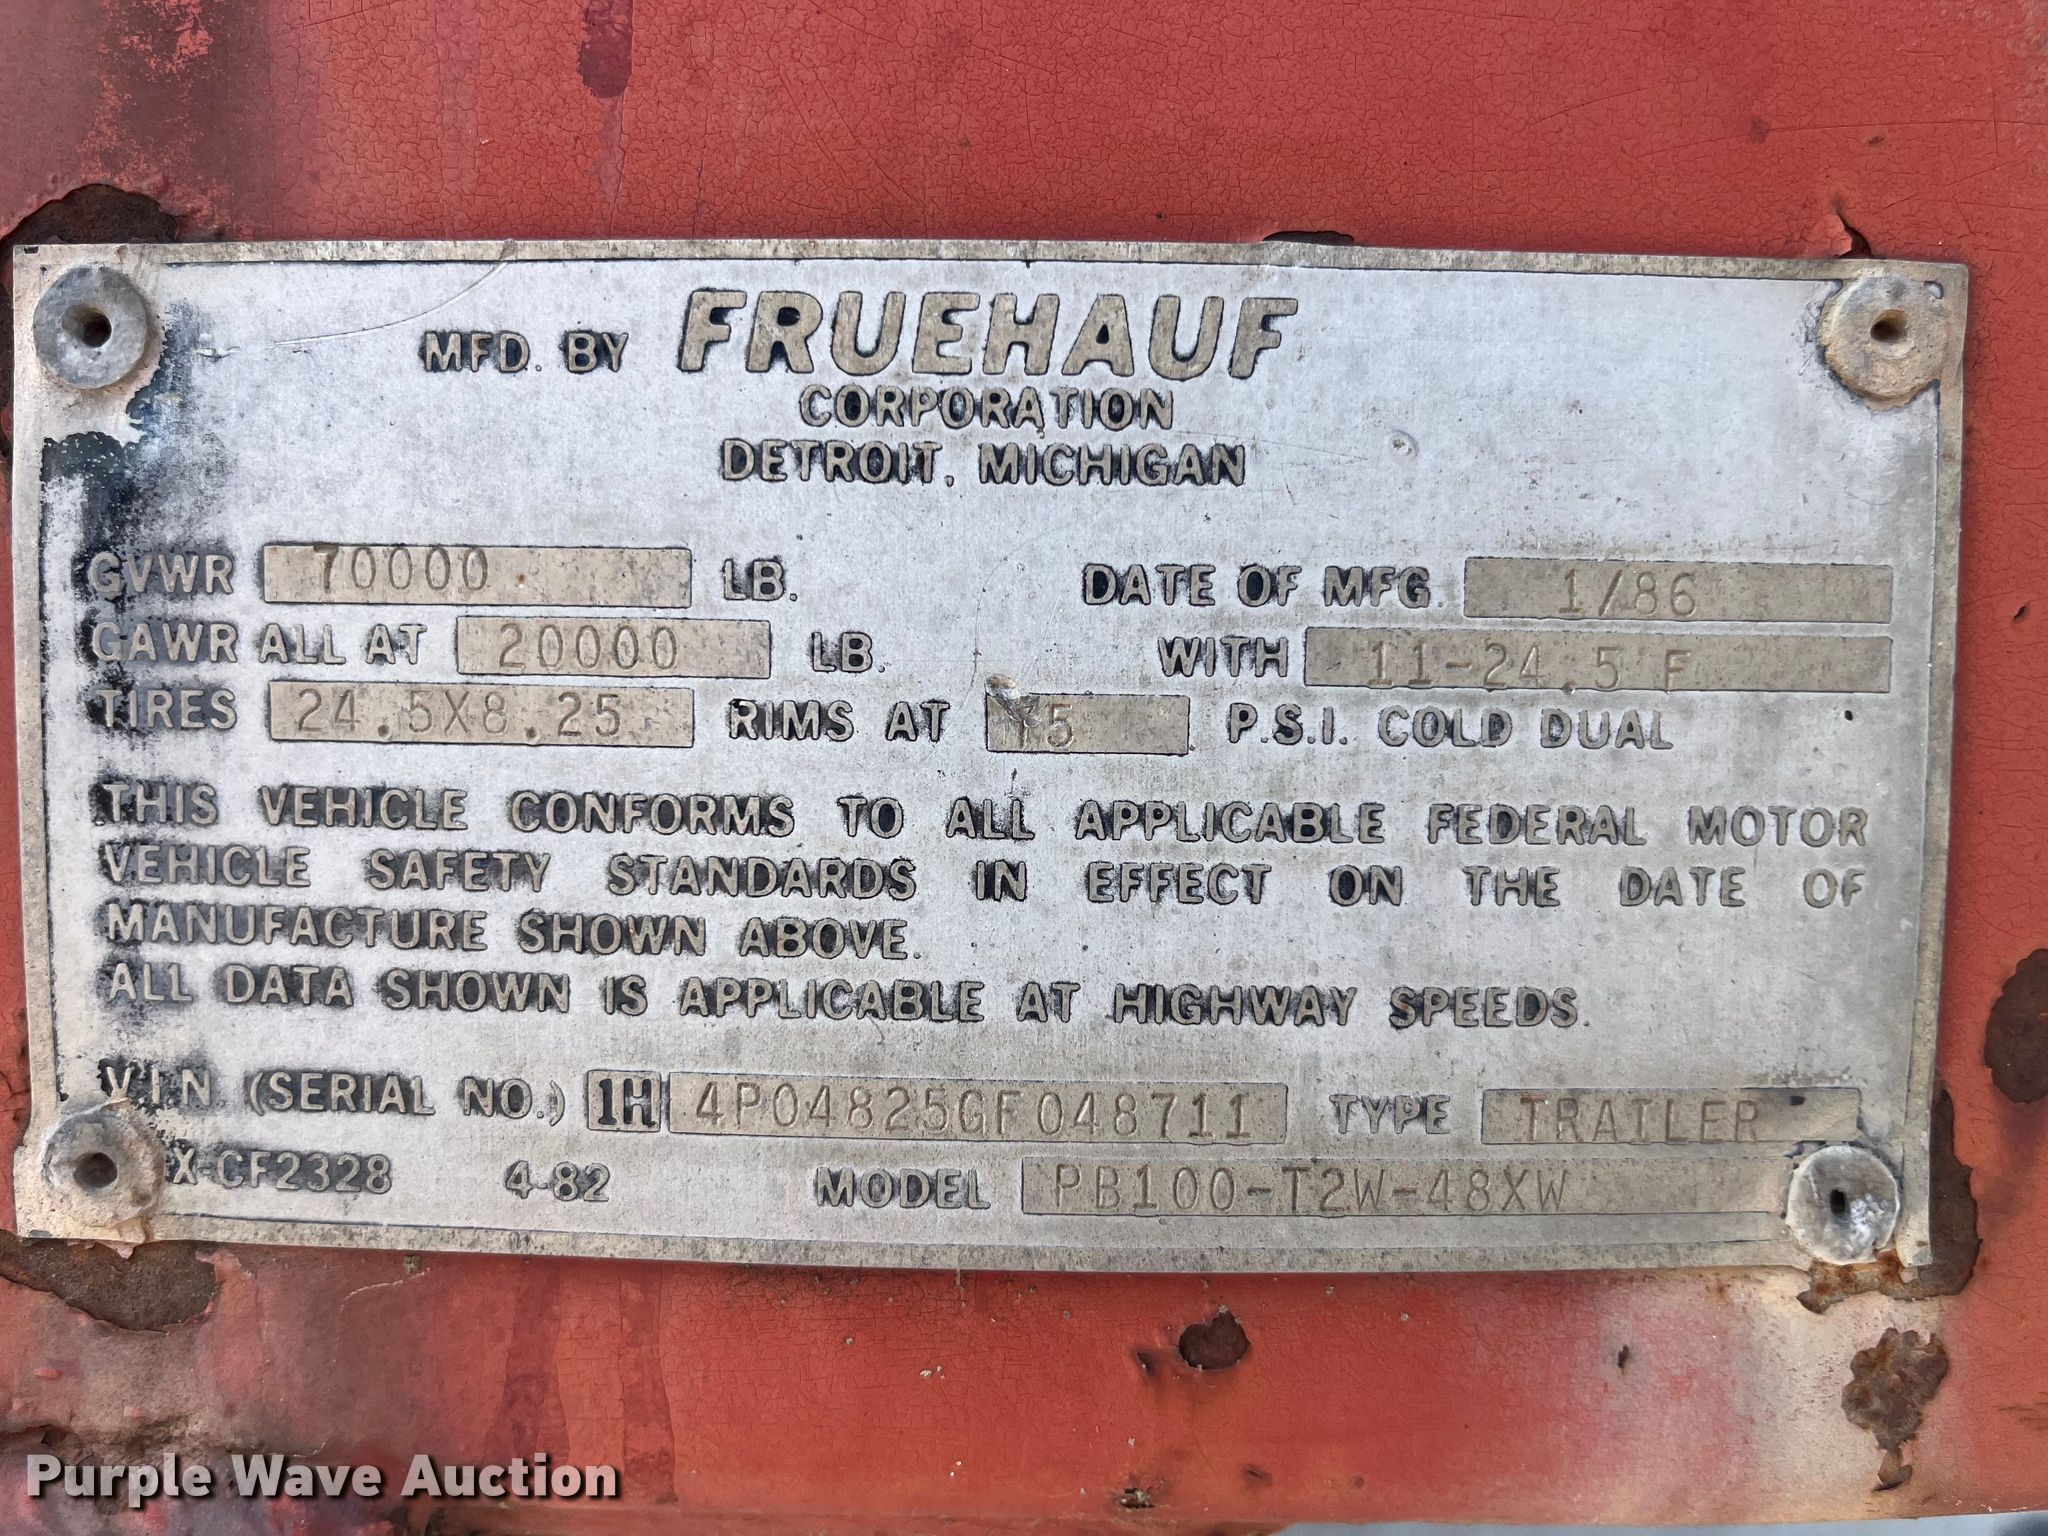 MFD. BY FRUEHAUF
CORPORATION
DETROIT, MICHIGAN
GVWR 70000 LB. DATE OF MFG. 1/86
GAWR ALL AT 20000 LB. WITH 11-24.5 F
TIRES 24.5X8.25 RIMS AT 75 P.S.I. COLD DUAL
THIS VEHICLE CONFORMS TO ALL APPLICABLE FEDERAL MOTOR
VEHICLE SAFETY STANDARDS IN EFFECT ON THE DATE OF
MANUFACTURE SHOWN ABOVE.
ALL DATA SHOWN IS APPLICABLE AT HIGHWAY SPEEDS.
V.I.N. (SERIAL NO.) 1H 4P04825GF048711 TYPE TRAILER
X-CF2328 4-82 MODEL PB100-T2W-48XW
Purple Wave Auction